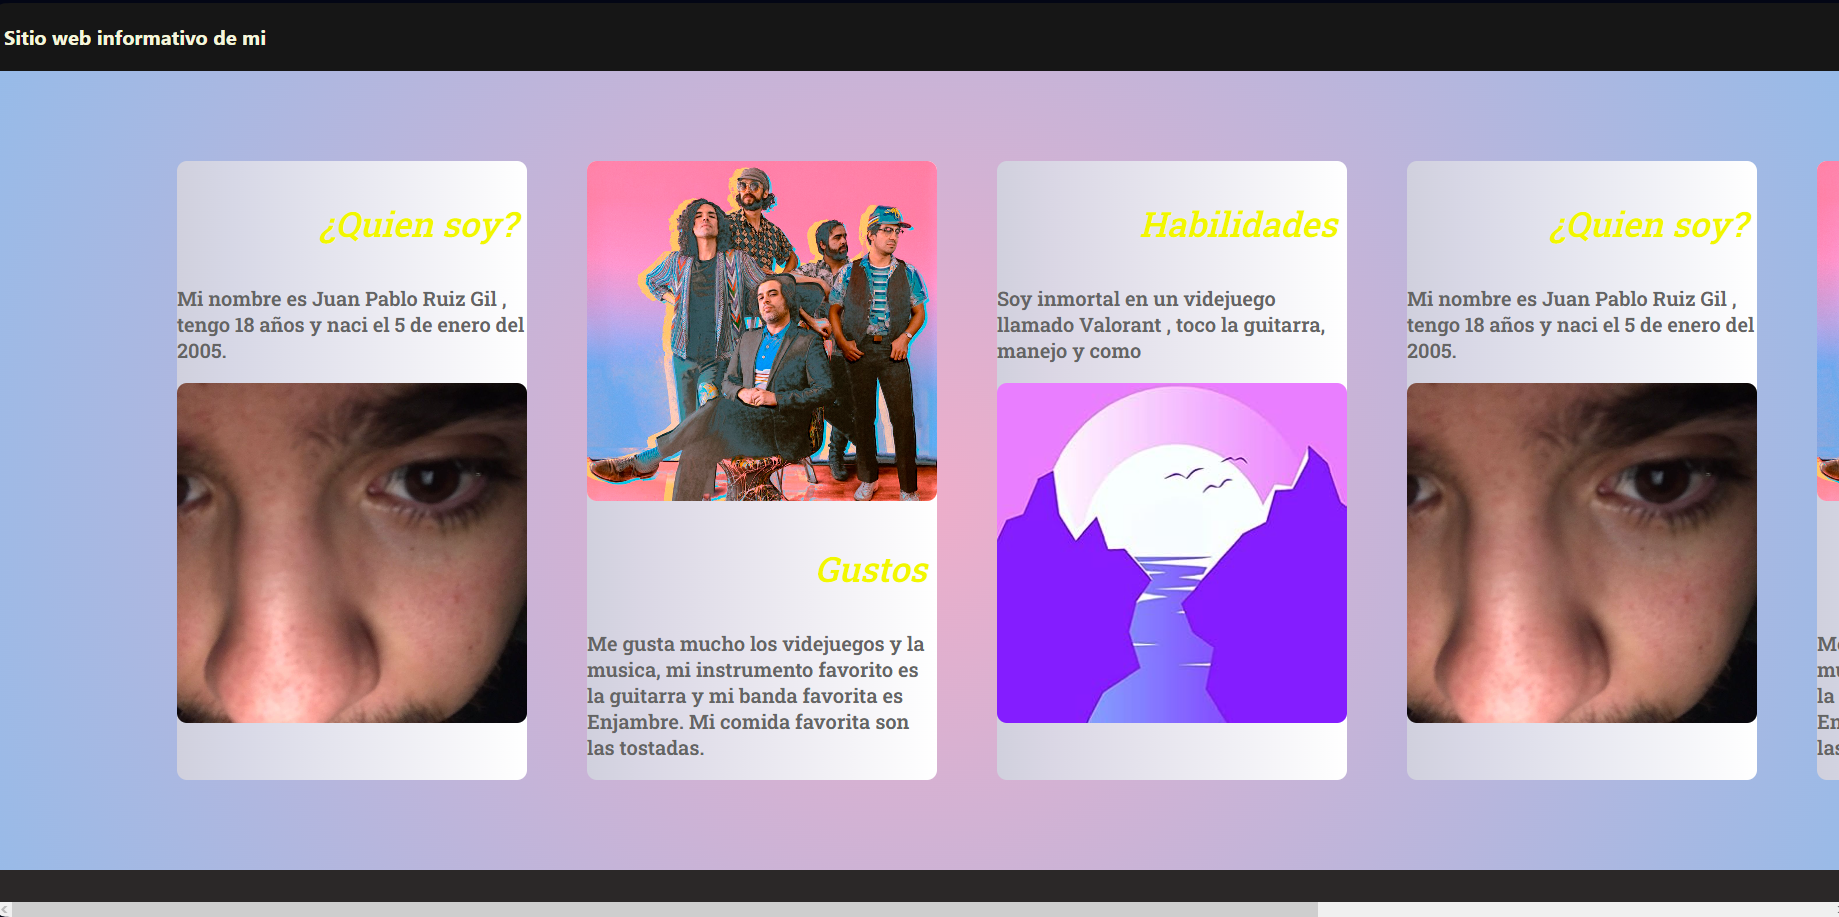 Sitio web informativo de mi
¿Quien soy?
Mi nombre es Juan Pablo Ruiz Gil ,
tengo 18 años y naci el 5 de enero del
2005.
Gustos
Me gusta mucho los videjuegos y la
musica, mi instrumento favorito es
la guitarra y mi banda favorita es
Enjambre. Mi comida favorita son
las tostadas.
Habilidades
Soy inmortal en un videjuego
llamado Valorant , toco la guitarra,
manejo y como
¿Quien soy?
Mi nombre es Juan Pablo Ruiz Gil ,
tengo 18 años y naci el 5 de enero del
2005.
la